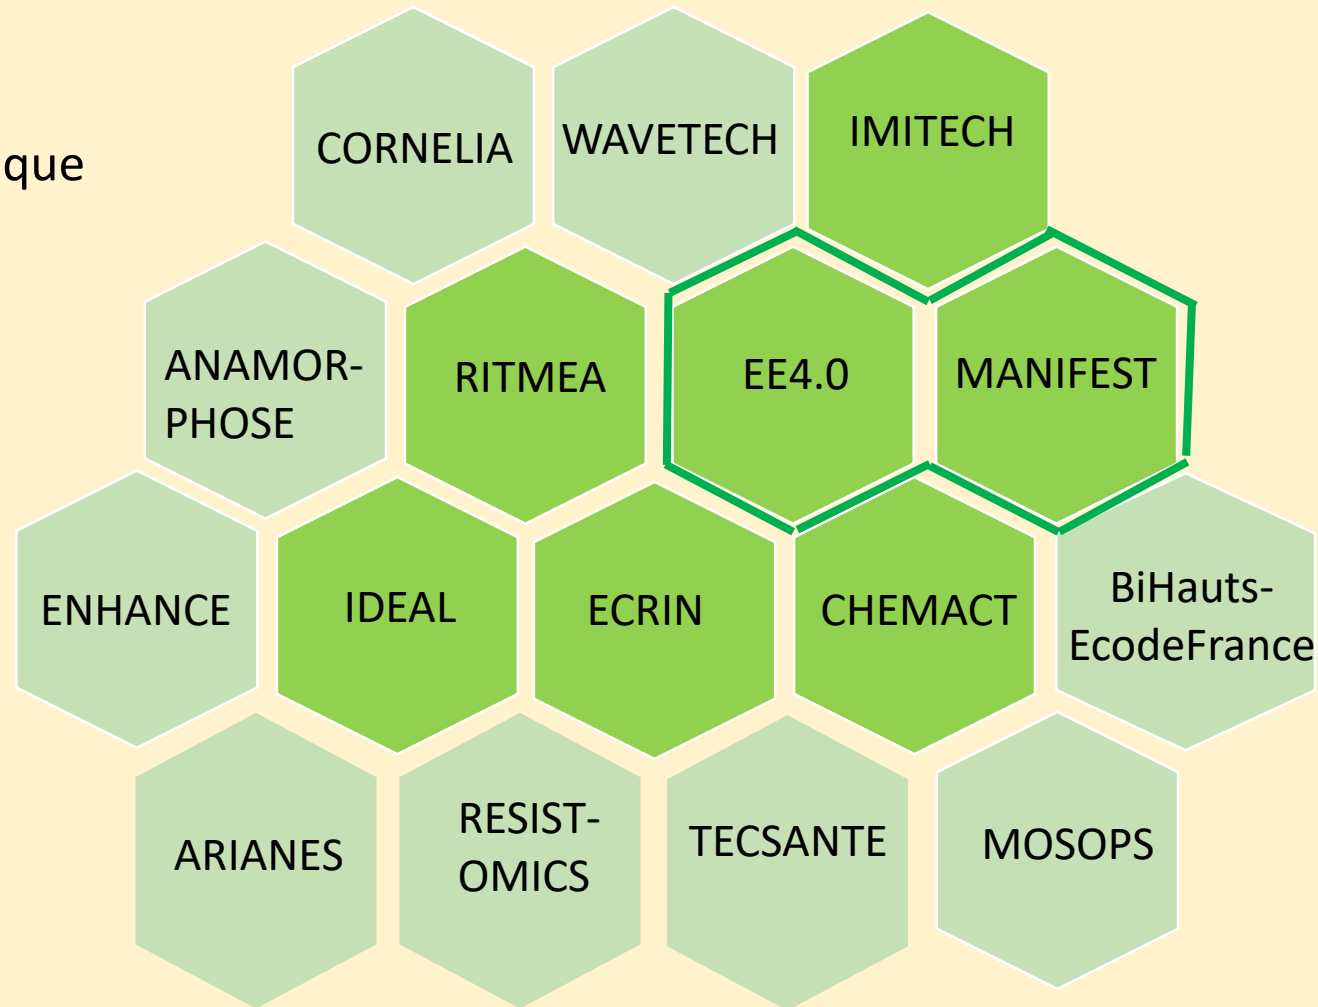 que
CORNELIA
WAVETECH
IMITECH
ANAMOR-
PHOSE
RITMEA
EE4.0
MANIFEST
ENHANCE
IDEAL
ECRIN
CHEMACT
BiHauts-
EcodeFrance
ARIANES
RESIST-
OMICS
TECSANTE
MOSOPS